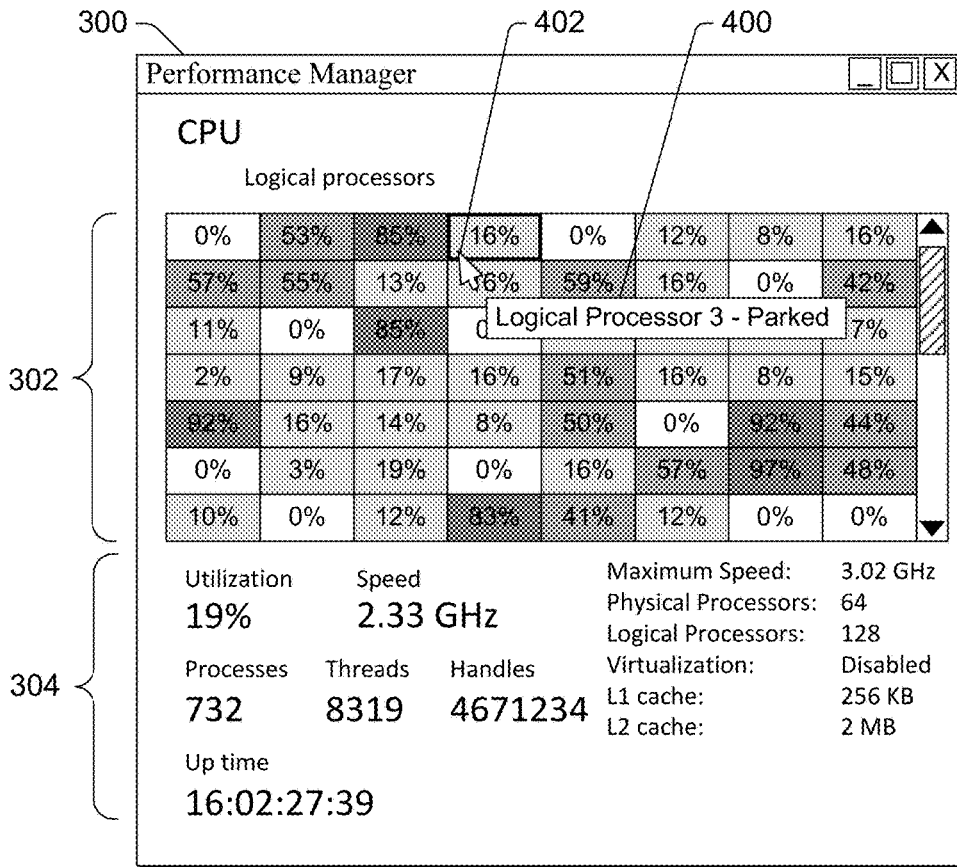 300 402 400
Performance Manager _ X
CPU
Logical processors
0% 53% 85% 16% 0% 12% 8% 16%
57% 55% 13% 16% 59% 16% 0% 42%
Logical Processor 3 - Parked
11% 0% 85% 7%
302
2% 9% 17% 16% 51% 16% 8% 15%
92% 16% 14% 8% 50% 0% 92% 44%
0% 3% 19% 0% 16% 57% 97% 48%
10% 0% 12% 83% 41% 12% 0% 0%
304
Utilization Speed
19% 2.33 GHz
Processes Threads Handles
732 8319 4671234
Up time
16:02:27:39
Maximum Speed: 3.02 GHz
Physical Processors: 64
Logical Processors: 128
Virtualization: Disabled
L1 cache: 256 KB
L2 cache: 2 MB